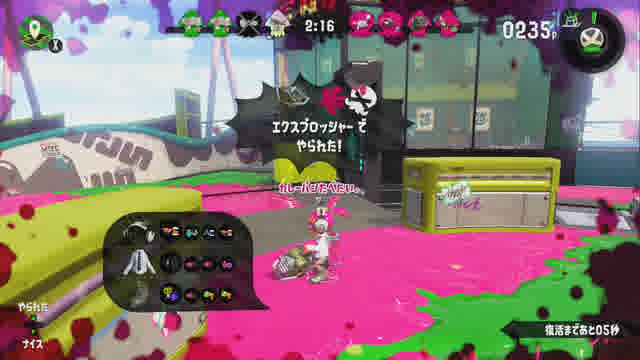 X
2:16
0235p
エクスプロッシャーで
やられた!
カレーパンたべたい。
やられた
ナイス
復活まであと05秒